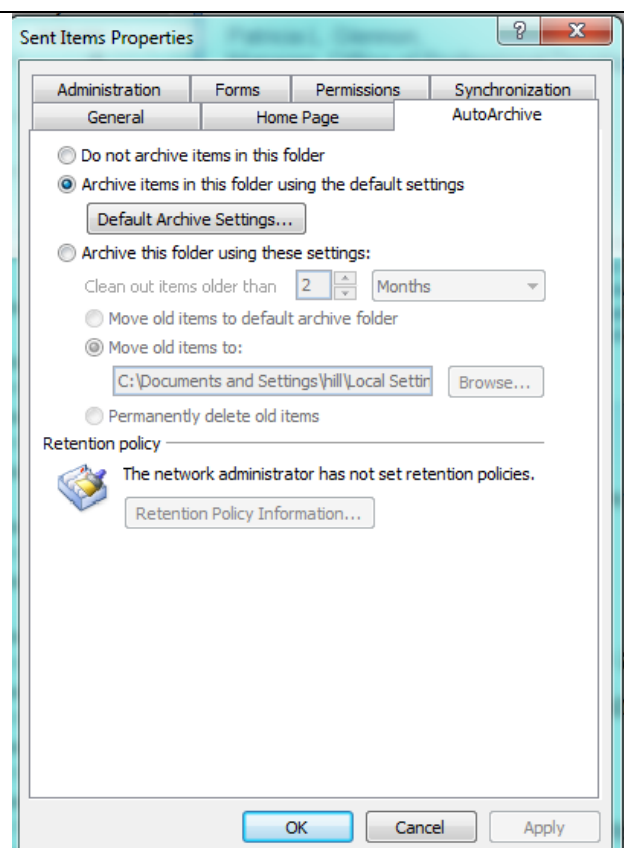 Sent Items Properties
Administration Forms Permissions Synchronization
General Home Page AutoArchive
Do not archive items in this folder
Archive items in this folder using the default settings
Default Archive Settings...
Archive this folder using these settings:
Clean out items older than 2 Months
Move old items to default archive folder
Move old items to:
C:\Documents and Settings\hill\Local Settin Browse...
Permanently delete old items
Retention policy
The network administrator has not set retention policies.
Retention Policy Information...
OK Cancel Apply